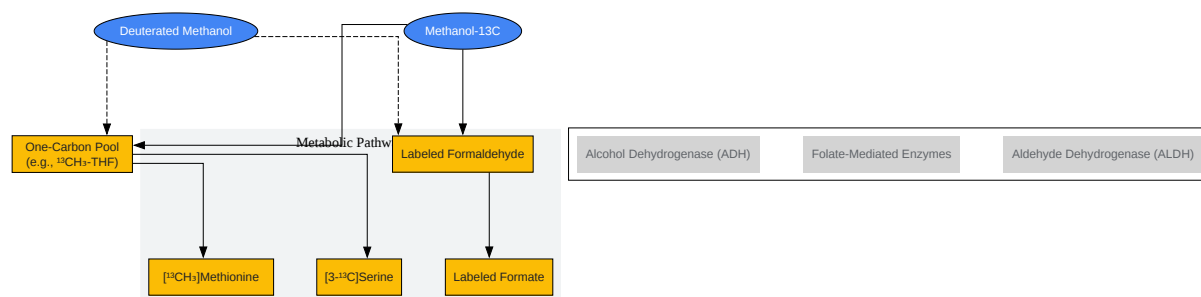 Deuterated Methanol
Methanol-13C
One-Carbon Pool
(e.g., ¹³CH₃-THF)
Metabolic Pathw
Labeled Formaldehyde
Alcohol Dehydrogenase (ADH)
Folate-Mediated Enzymes
Aldehyde Dehydrogenase (ALDH)
[¹³CH₃]Methionine
[3-¹³C]Serine
Labeled Formate